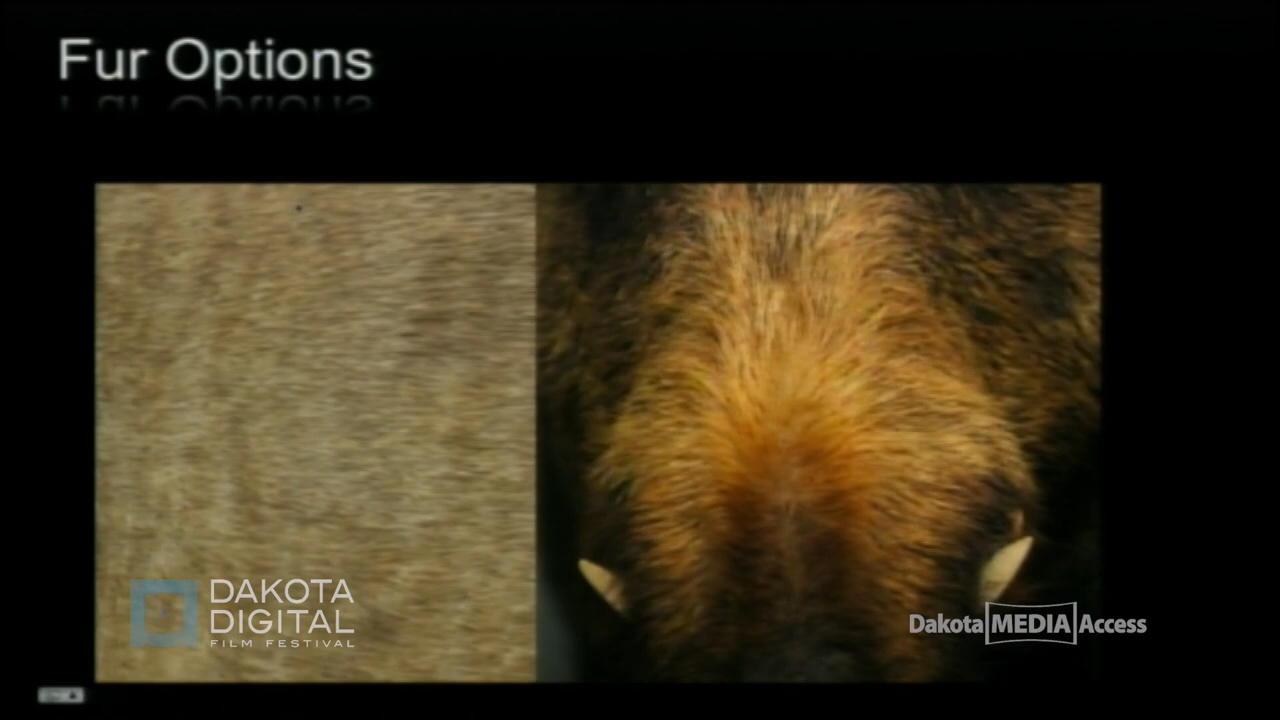 Fur Options
DAKOTA
DIGITAL
FILM FESTIVAL
Dakota MEDIA Access